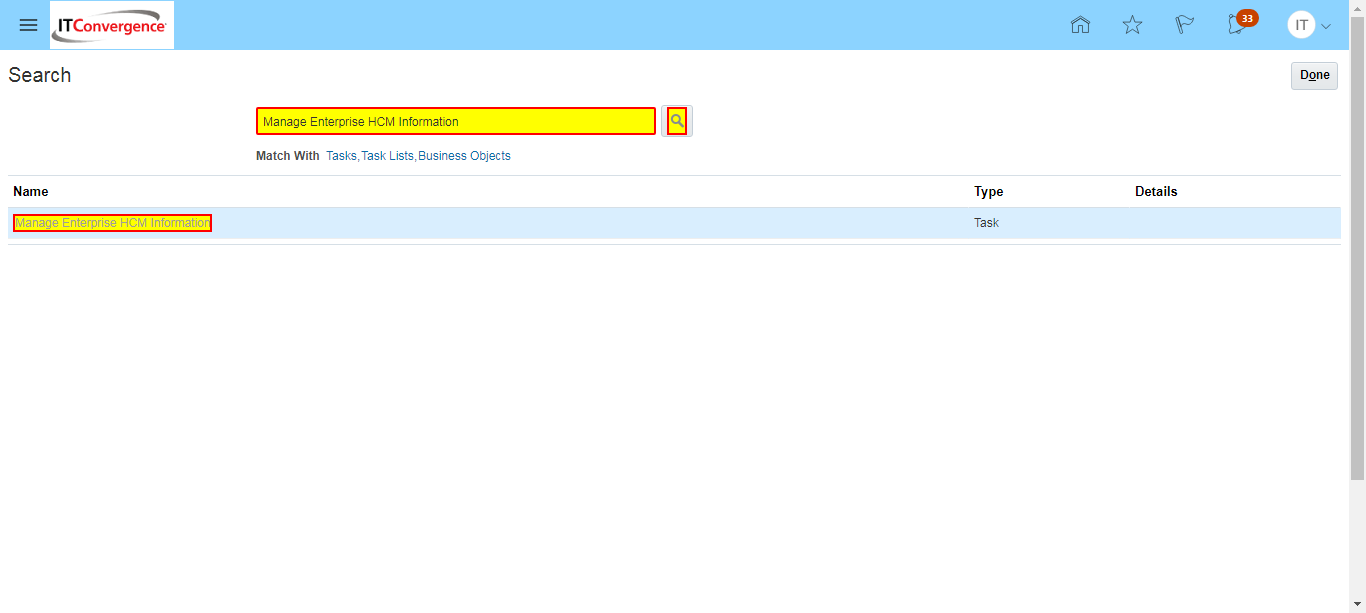 ITConvergence
33
IT
Search
Done
Manage Enterprise HCM Information
Match With Tasks, Task Lists, Business Objects
Name Type Details
Manage Enterprise HCM Information Task